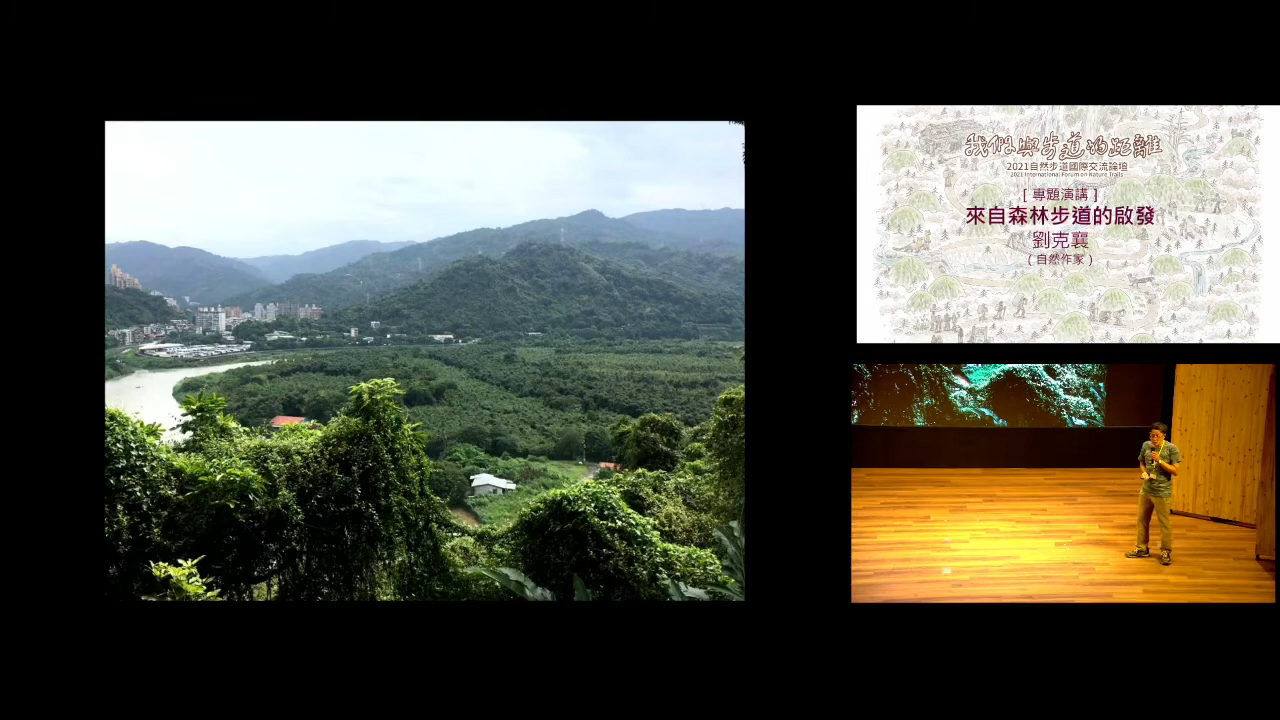 我們與步道的距離
2021自然步道國際交流論壇
2021 International Forum on Nature Trails
[ 專題演講 ]
來自森林步道的啟發
劉克襄
( 自然作家 )